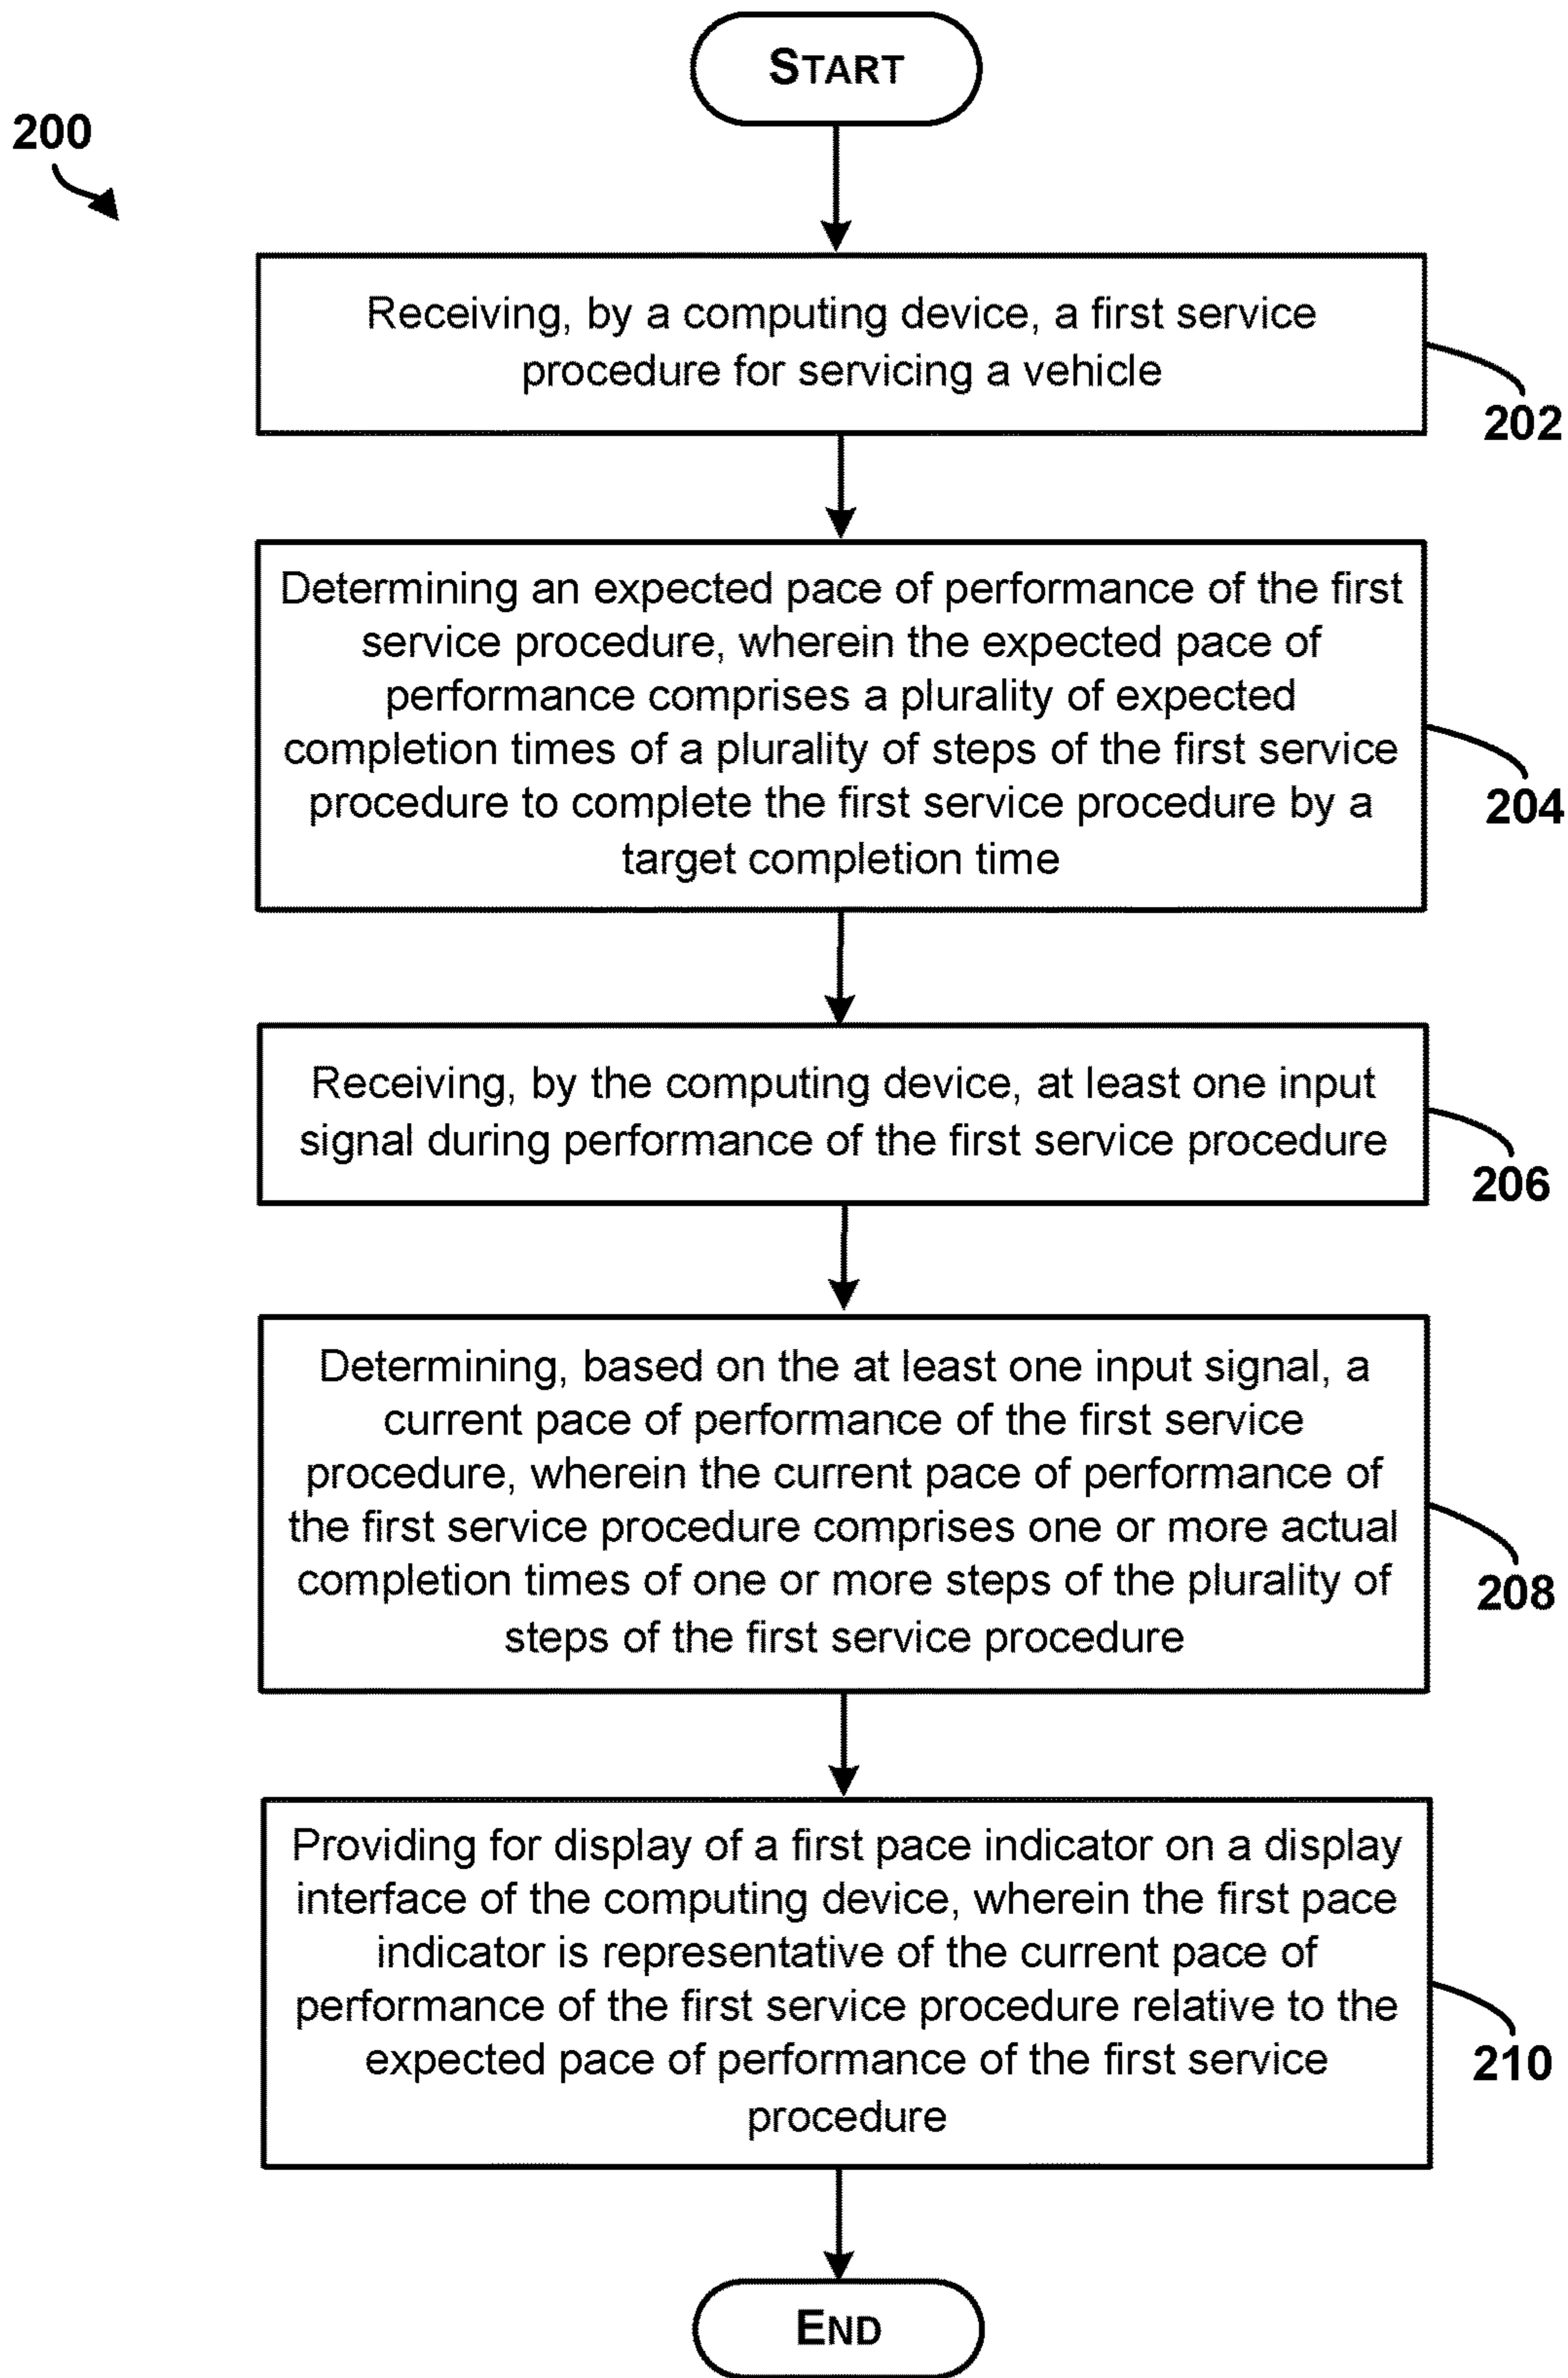 START
200
Receiving, by a computing device, a first service
procedure for servicing a vehicle
202
Determining an expected pace of performance of the first
service procedure, wherein the expected pace of
performance comprises a plurality of expected
completion times of a plurality of steps of the first service
procedure to complete the first service procedure by a
target completion time
204
Receiving, by the computing device, at least one input
signal during performance of the first service procedure
206
Determining, based on the at least one input signal, a
current pace of performance of the first service
procedure, wherein the current pace of performance of
the first service procedure comprises one or more actual
completion times of one or more steps of the plurality of
steps of the first service procedure
208
Providing for display of a first pace indicator on a display
interface of the computing device, wherein the first pace
indicator is representative of the current pace of
performance of the first service procedure relative to the
expected pace of performance of the first service
procedure
210
END